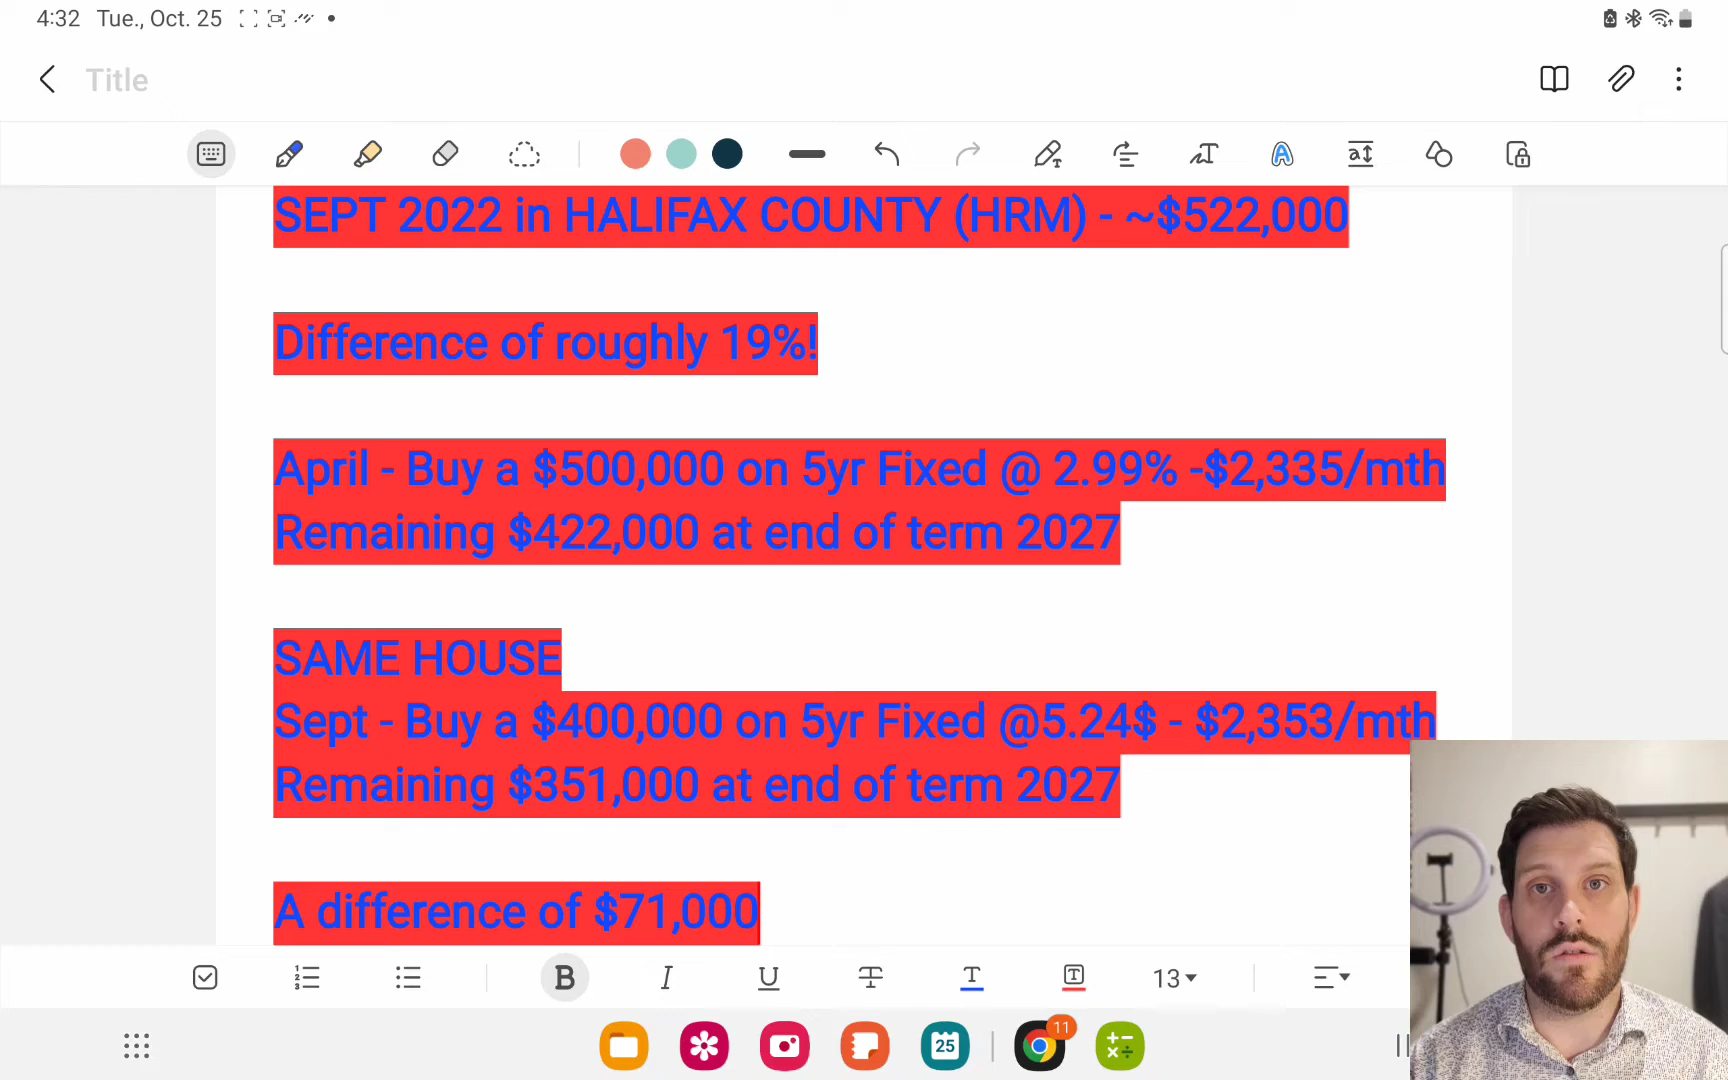 4:32 Tue., Oct. 25
Title
SEPT 2022 in HALIFAX COUNTY (HRM) - ~$522,000
Difference of roughly 19%!
April - Buy a $500,000 on 5yr Fixed @ 2.99% -$2,335/mth
Remaining $422,000 at end of term 2027
SAME HOUSE
Sept - Buy a $400,000 on 5yr Fixed @5.24$ - $2,353/mth
Remaining $351,000 at end of term 2027
A difference of $71,000
13
25
11